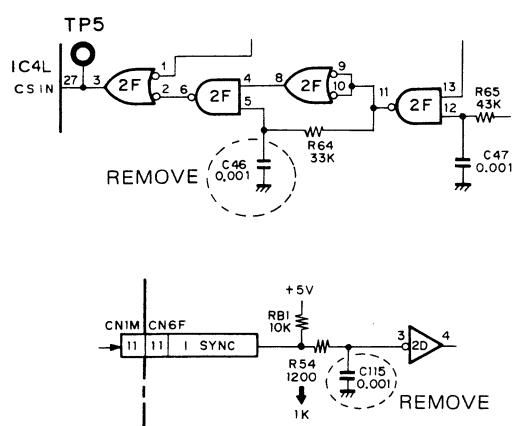 TP5
IC4L
CSIN
27
3
1
2F
2
6
2F
4
5
8
2F
9
10
11
2F
13
12
R65
43K
R64
33K
C46
0.001
REMOVE
C47
0.001
+5V
RB1
10K
CN1M CN6F
11 11 1 SYNC
R54
1200
1K
C115
0.001
REMOVE
3
2D
4